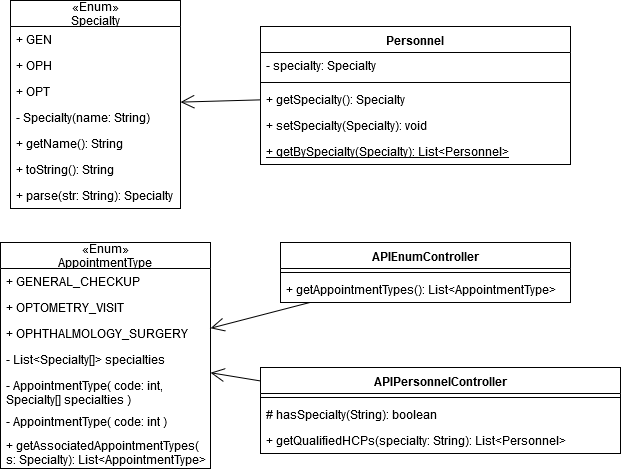 «Enum»
Specialty
+ GEN
+ OPH
+ OPT
- Specialty(name: String)
+ getName(): String
+ toString(): String
+ parse(str: String): Specialty
Personnel
- specialty: Specialty
+ getSpecialty(): Specialty
+ setSpecialty(Specialty): void
+ getBySpecialty(Specialty): List<Personnel>
«Enum»
AppointmentType
+ GENERAL_CHECKUP
+ OPTOMETRY_VISIT
+ OPHTHALMOLOGY_SURGERY
- List<Specialty[]> specialties
- AppointmentType( code: int,
Specialty[] specialties )
- AppointmentType( code: int )
+ getAssociatedAppointmentTypes(
s: Specialty): List<AppointmentType>
APIEnumController
+ getAppointmentTypes(): List<AppointmentType>
APIPersonnelController
# hasSpecialty(String): boolean
+ getQualifiedHCPs(specialty: String): List<Personnel>